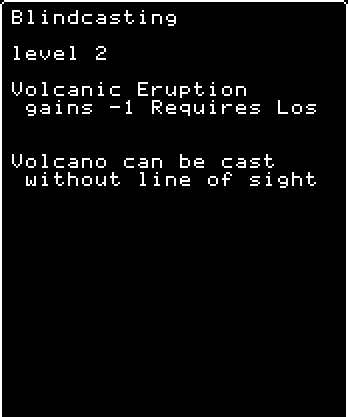 Blindcasting
level 2
Volcanic Eruption
gains -1 Requires Los
Volcano can be cast
without line of sight